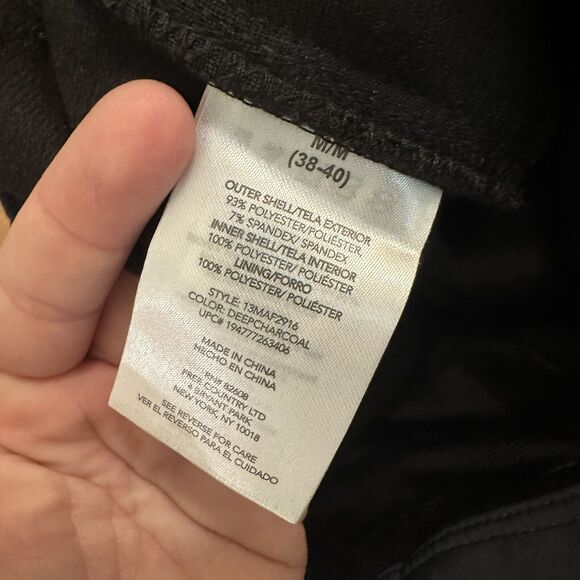 M/M
(38-40)
OUTER SHELL/TELA EXTERIOR
93% POLYESTER/POLIÉSTER
7% SPANDEX/ SPANDEX
INNER SHELL/TELA INTERIOR
100% POLYESTER/ POLIÉSTER
LINING/FORRO
100% POLYESTER/ POLIÉSTER
STYLE: 13MAF2916
COLOR: DEEPCHARCOAL
UPC# 194777263406
MADE IN CHINA
HECHO EN CHINA
RN# 82608
FREE COUNTRY LTD
4 BRYANT PARK
NEW YORK, NY 10018
SEE REVERSE FOR CARE
VER EL REVERSO PARA EL CUIDADO